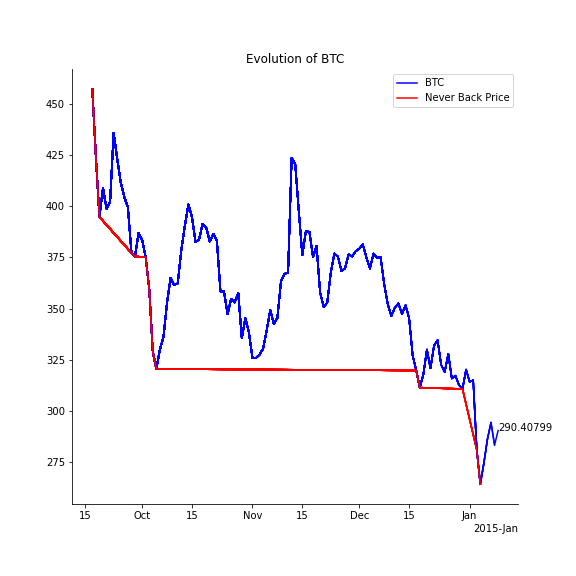 Evolution of BTC
BTC
Never Back Price
450
425
400
375
350
325
300
275
290.40799
15 Oct 15 Nov 15 Dec 15 Jan
2015-Jan